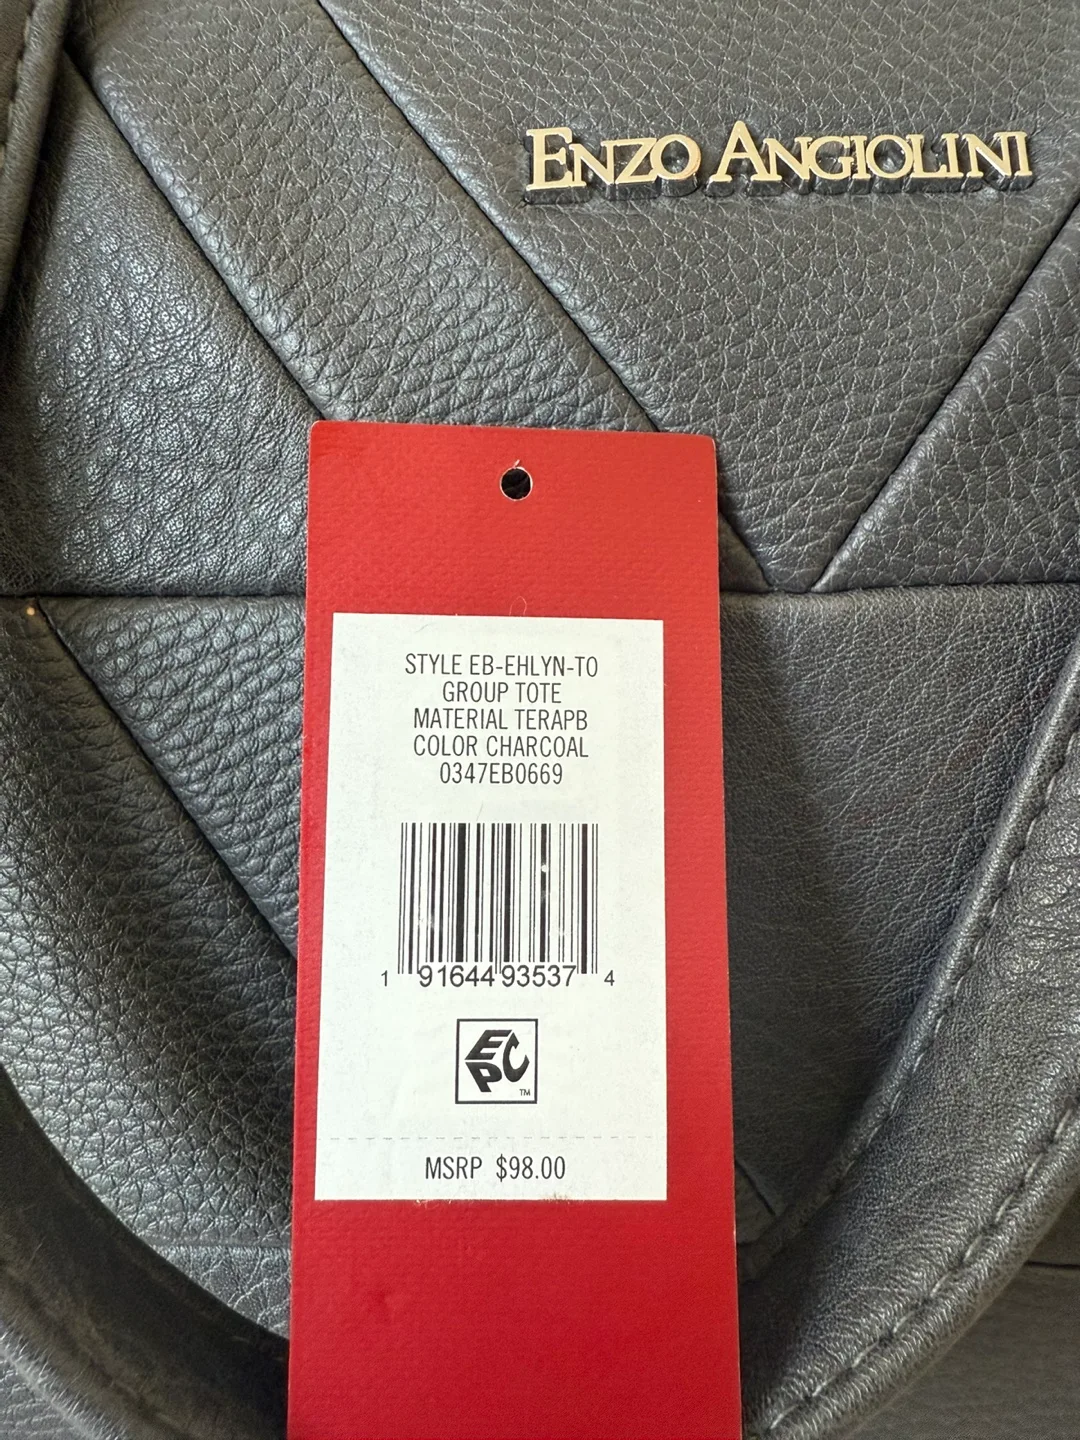 ENZO ANGIOLINI
STYLE EB-EHLYN-TO
GROUP TOTE
MATERIAL TERAPB
COLOR CHARCOAL
0347EB0669
1 91644 93537 4
EPC
TM
MSRP $98.00